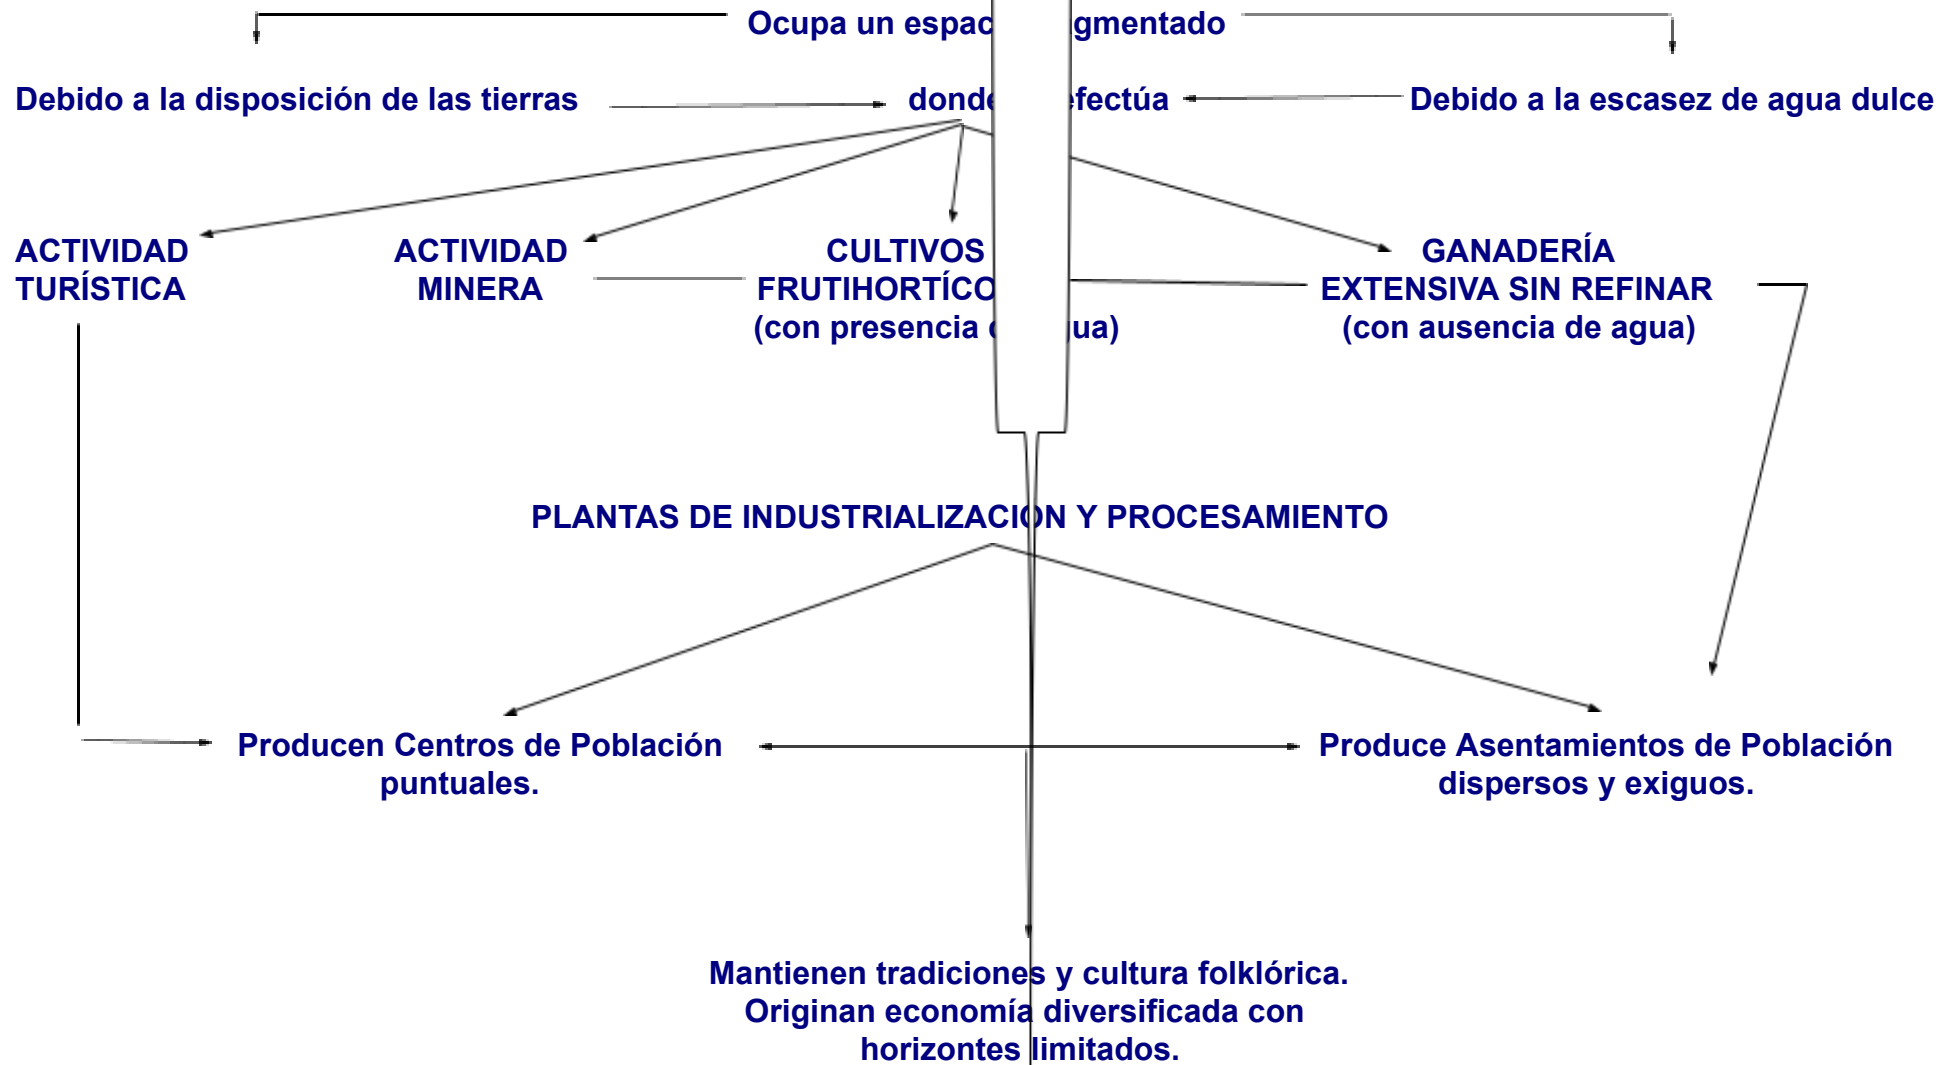 Ocupa un espac gmentado
Debido a la disposición de las tierras
donde efectúa
Debido a la escasez de agua dulce
ACTIVIDAD
TURÍSTICA
ACTIVIDAD
MINERA
CULTIVOS
FRUTIHORTÍCO
(con presencia gua)
GANADERÍA
EXTENSIVA SIN REFINAR
(con ausencia de agua)
PLANTAS DE INDUSTRIALIZACIÓN Y PROCESAMIENTO
Producen Centros de Población
puntuales.
Produce Asentamientos de Población
dispersos y exiguos.
Mantienen tradiciones y cultura folklórica.
Originan economía diversificada con
horizontes limitados.